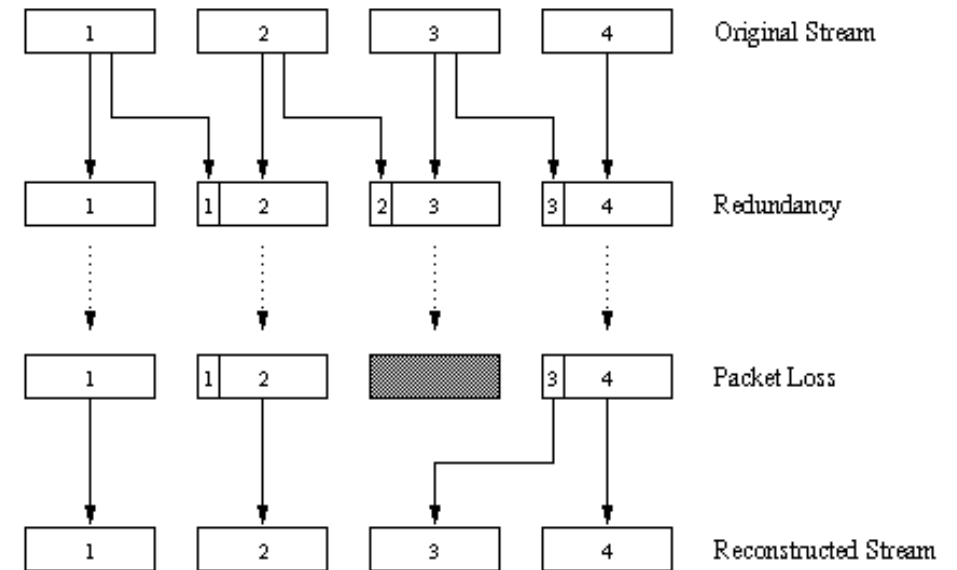 1 2 3 4 Original Stream
1 1 2 2 3 3 4 Redundancy
1 1 2 3 4 Packet Loss
1 2 3 4 Reconstructed Stream